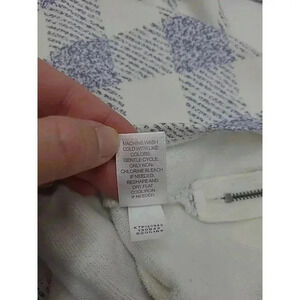 MACHINE WASH
COLD WITH LIKE
COLORS.
GENTLE CYCLE.
ONLY NON-
CHLORINE BLEACH
IF NEEDED.
RESHAPE AND
DRY FLAT.
COOL IRON
IF NEEDED.